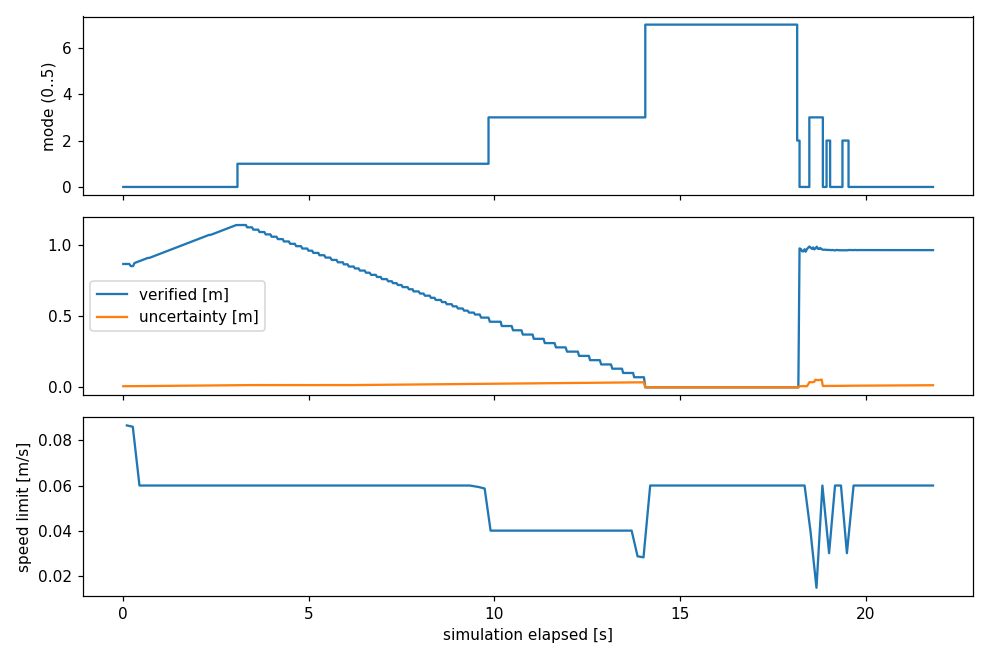 mode (0..5)
6
4
2
0
verified [m]
uncertainty [m]
1.0
0.5
0.0
speed limit [m/s]
0.08
0.06
0.04
0.02
0 5 10 15 20
simulation elapsed [s]